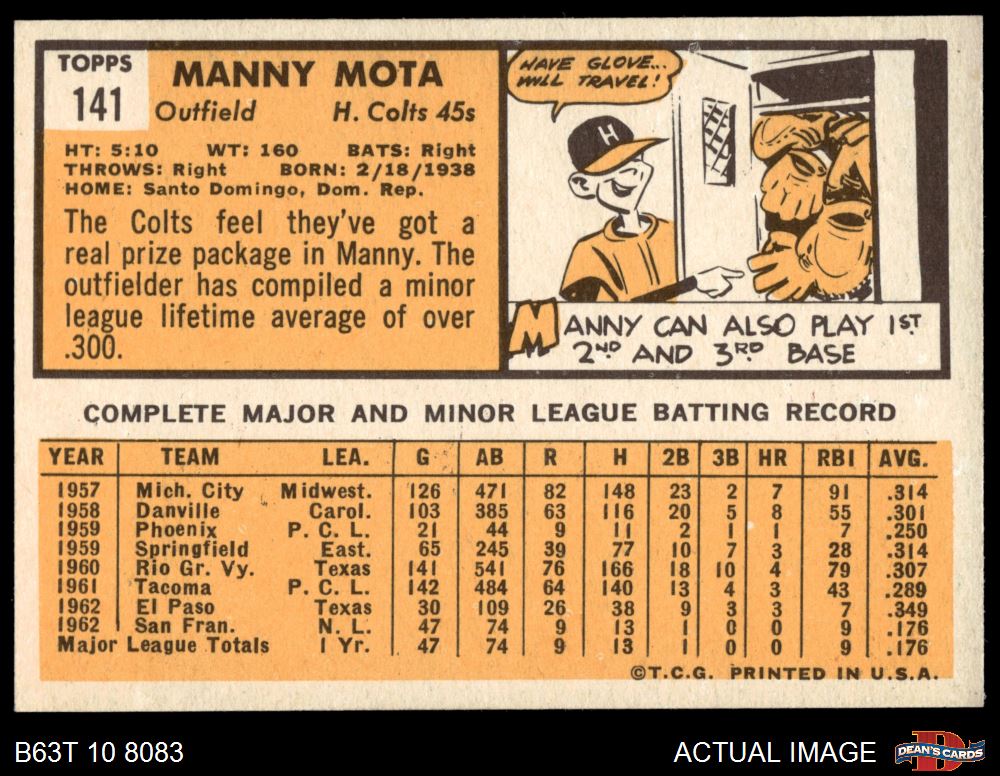 TOPPS
141
MANNY MOTA
Outfield H. Colts 45s
HT: 5:10 WT: 160 BATS: Right
THROWS: Right BORN: 2/18/1938
HOME: Santo Domingo, Dom. Rep.
The Colts feel they've got a
real prize package in Manny. The
outfielder has compiled a minor
league lifetime average of over
.300.
HAVE GLOVE...
WILL TRAVEL!
H
H
MANNY CAN ALSO PLAY 1ST
2ND AND 3RD BASE
COMPLETE MAJOR AND MINOR LEAGUE BATTING RECORD
YEAR TEAM LEA. G AB R H 2B 3B HR RBI AVG.
1957 Mich. City Midwest. 126 471 82 148 23 2 7 91 .314
1958 Danville Carol. 103 385 63 116 20 5 8 55 .301
1959 Phoenix P. C. L. 21 44 9 11 2 1 1 7 .250
1959 Springfield East. 65 245 39 77 10 7 3 28 .314
1960 Rio Gr. Vy. Texas 141 541 76 166 18 10 4 79 .307
1961 Tacoma P. C. L. 142 484 64 140 13 4 3 43 .289
1962 El Paso Texas 30 109 26 38 9 3 3 7 .349
1962 San Fran. N. L. 47 74 9 13 1 0 0 9 .176
Major League Totals 1 Yr. 47 74 9 13 1 0 0 9 .176
©T.C.G. PRINTED IN U.S.A.
B63T 10 8083 ACTUAL IMAGE DEAN'S CARDS